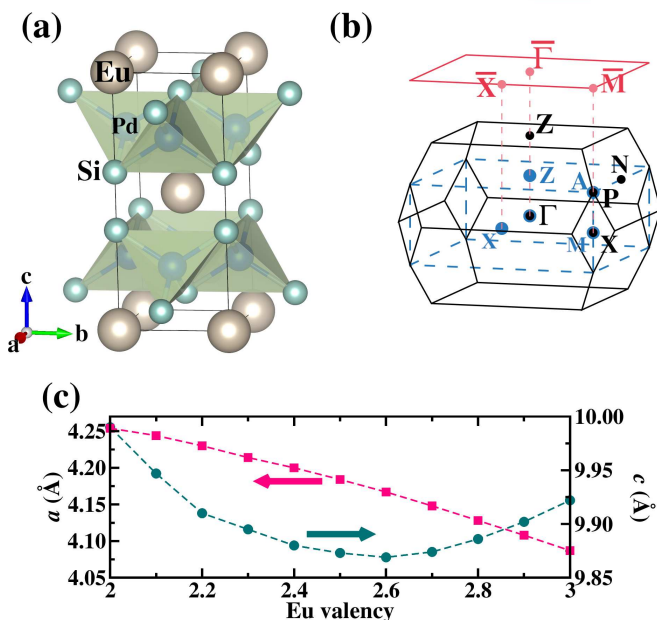 (a)
Eu
Pd
Si
c
b
a
(b)
Γ̅
X̅
M̅
Z
Z
N
A
P
Γ
X
M
X
(c)
a (Å)
4.25
4.20
4.15
4.10
4.05
10.00
9.95
9.90
9.85
c (Å)
2 2.2 2.4 2.6 2.8 3
Eu valency